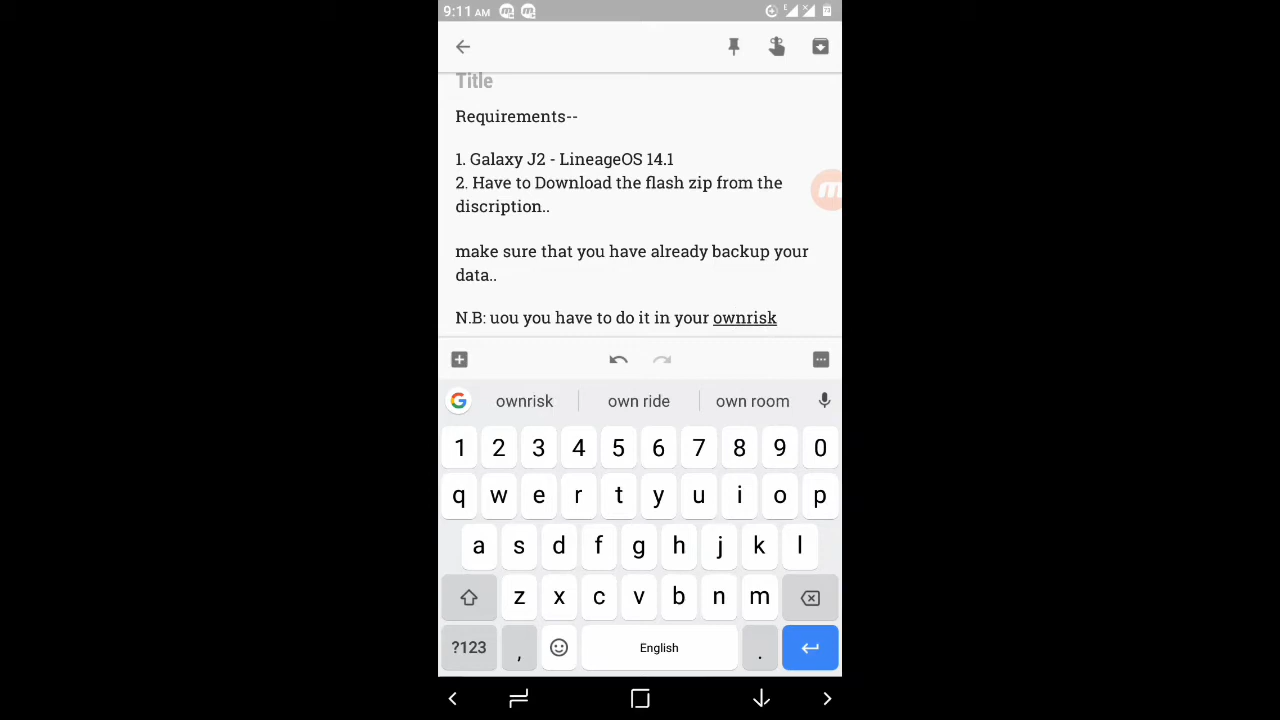 9:11 AM
Title
Requirements--
1. Galaxy J2 - LineageOS 14.1
2. Have to Download the flash zip from the
discription..
make sure that you have already backup your
data..
N.B: uou you have to do it in your ownrisk
ownrisk own ride own room
1 2 3 4 5 6 7 8 9 0
q w e r t y u i o p
a s d f g h j k l
z x c v b n m
?123 , English .